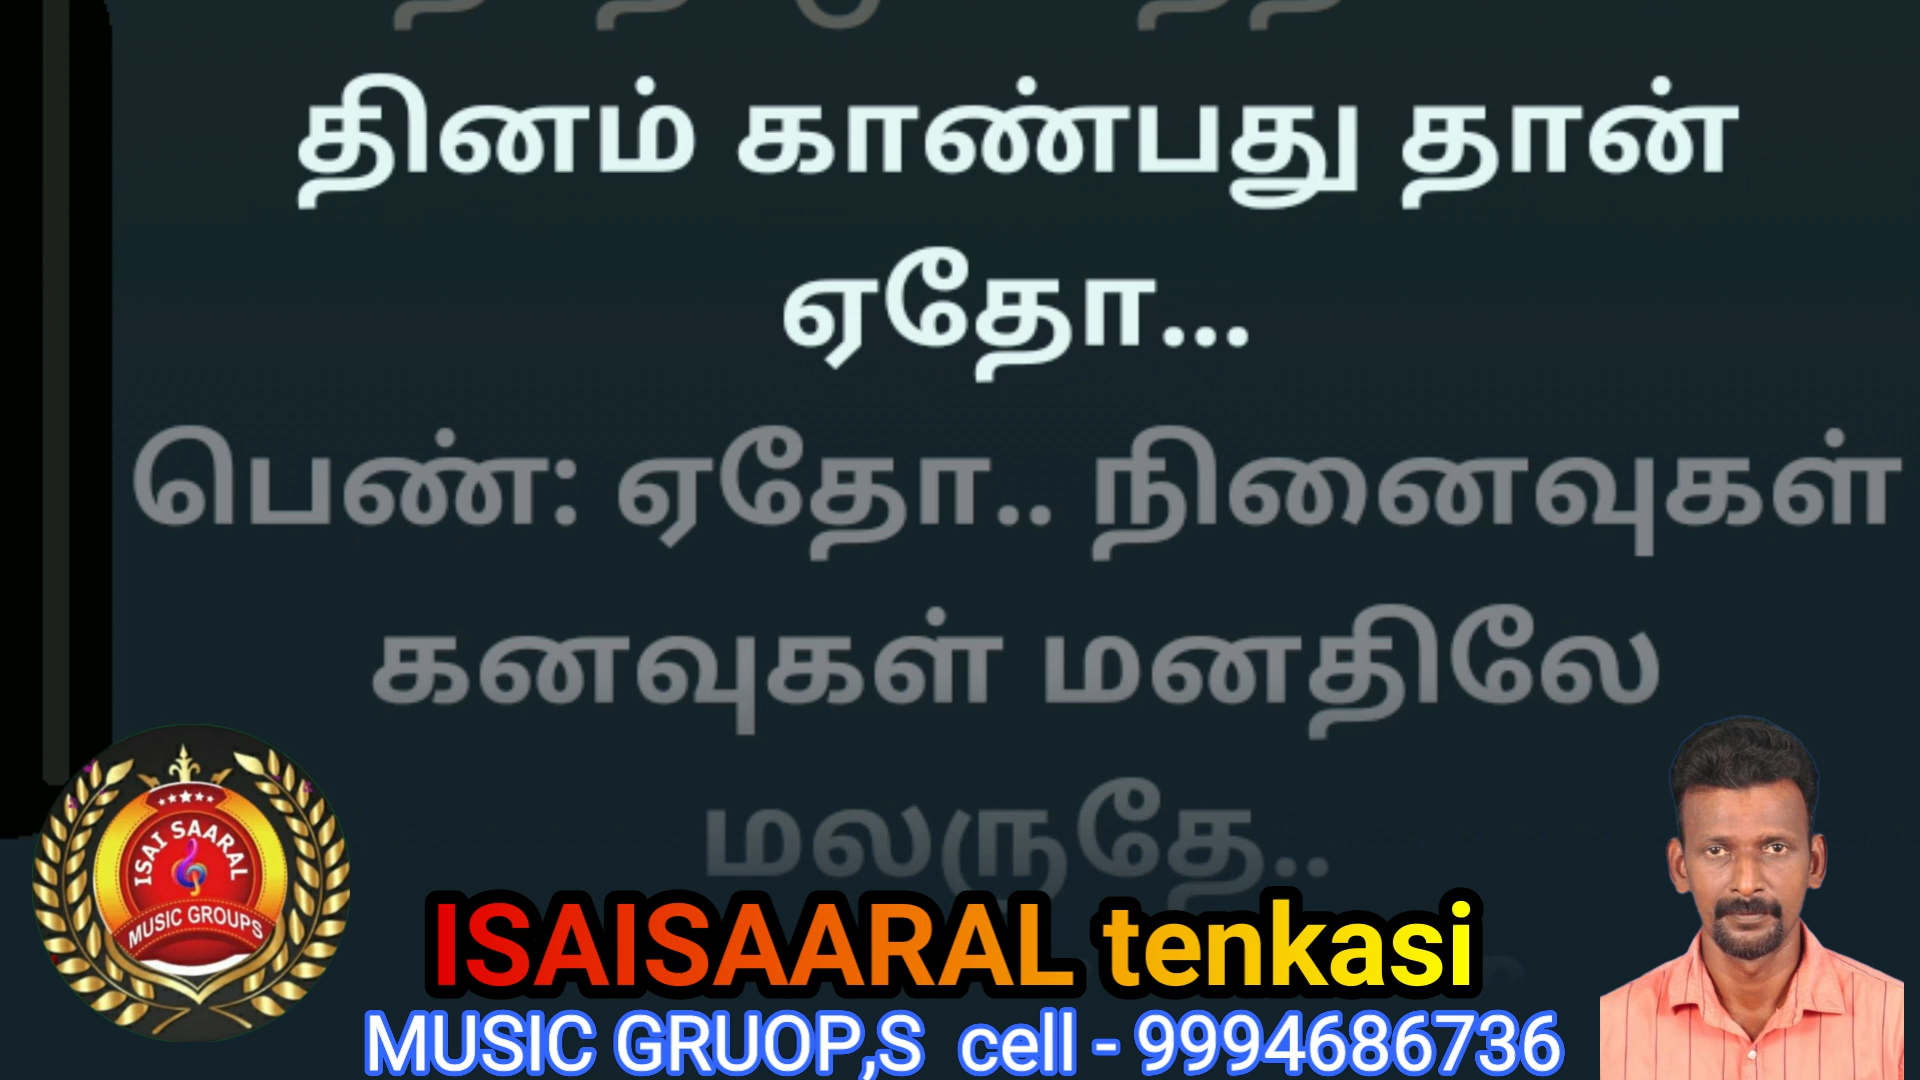 தினம் காண்பது தான்
ஏதோ...
பெண்: ஏதோ.. நினைவுகள்
கனவுகள் மனதிலே
மலருதே..
ISAI SAARAL
MUSIC GROUPS
ISAISAARAL tenkasi
MUSIC GRUOP,S cell - 9994686736